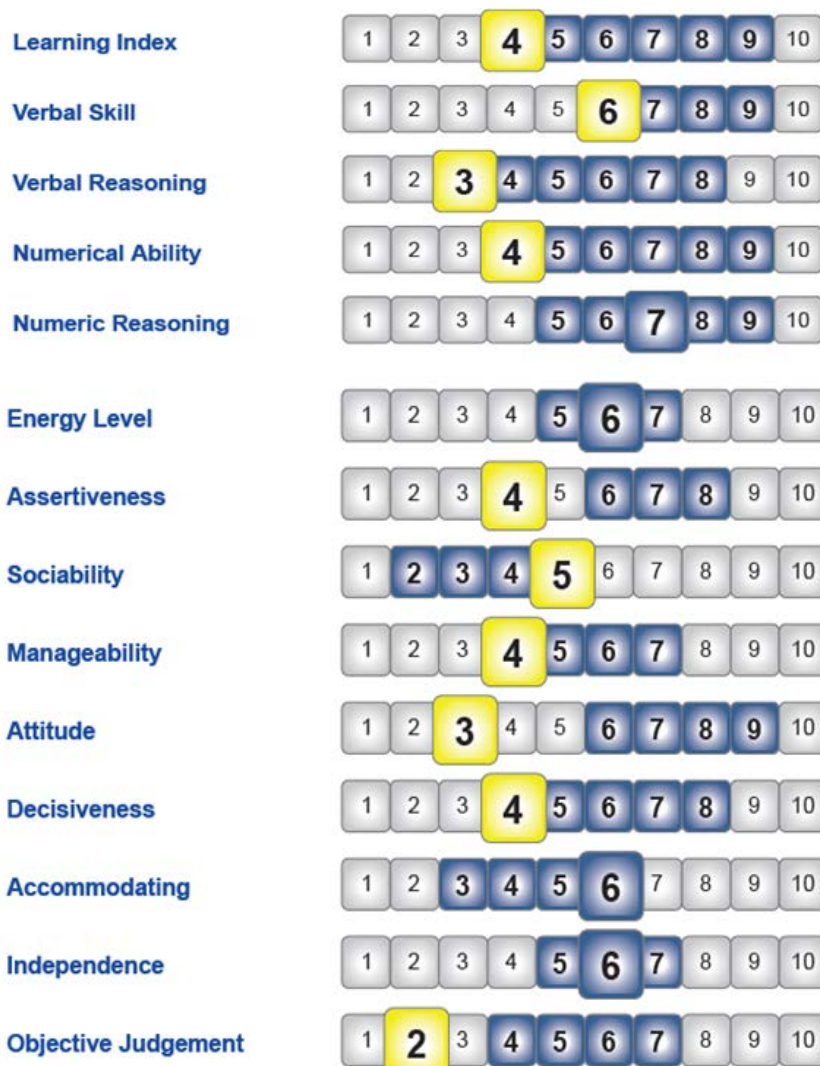 Learning Index 1 2 3 4 5 6 7 8 9 10
Verbal Skill 1 2 3 4 5 6 7 8 9 10
Verbal Reasoning 1 2 3 4 5 6 7 8 9 10
Numerical Ability 1 2 3 4 5 6 7 8 9 10
Numeric Reasoning 1 2 3 4 5 6 7 8 9 10
Energy Level 1 2 3 4 5 6 7 8 9 10
Assertiveness 1 2 3 4 5 6 7 8 9 10
Sociability 1 2 3 4 5 6 7 8 9 10
Manageability 1 2 3 4 5 6 7 8 9 10
Attitude 1 2 3 4 5 6 7 8 9 10
Decisiveness 1 2 3 4 5 6 7 8 9 10
Accommodating 1 2 3 4 5 6 7 8 9 10
Independence 1 2 3 4 5 6 7 8 9 10
Objective Judgement 1 2 3 4 5 6 7 8 9 10